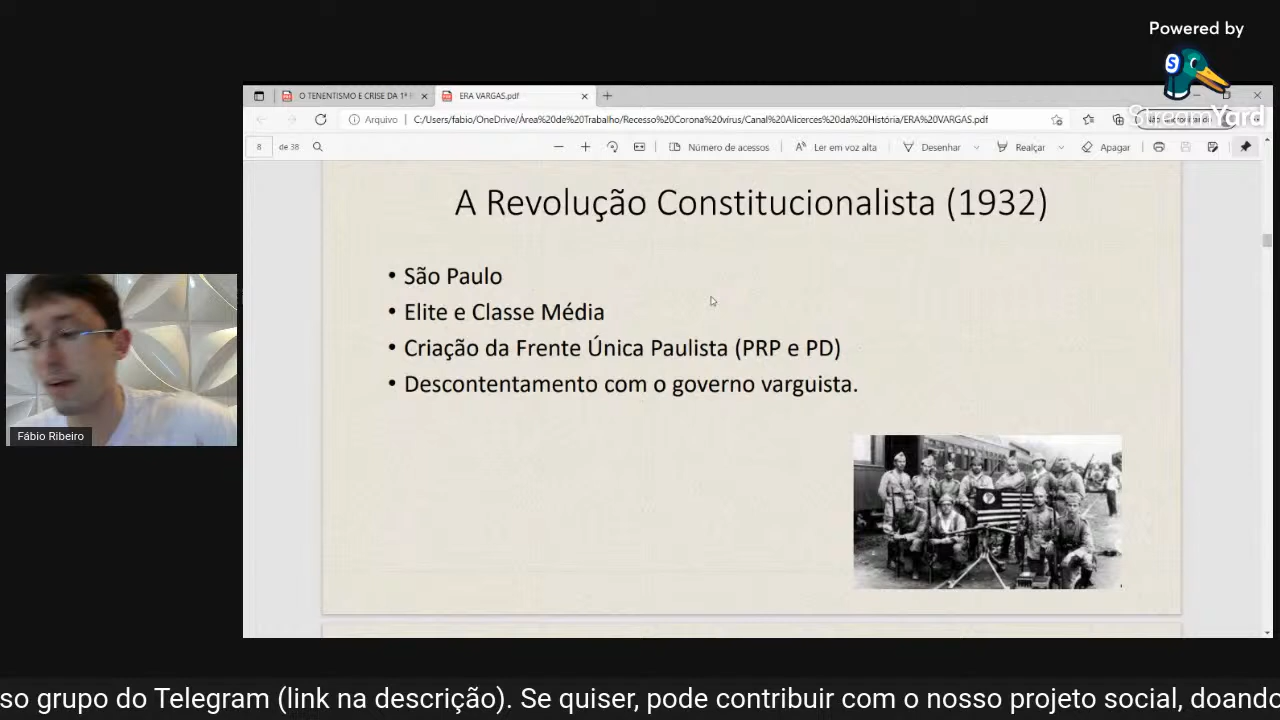 Powered by
StreamYard
O TENENTISMO E CRISE DA 1ª
ERA VARGAS.pdf
Arquivo
C:/Users/fabio/OneDrive/Área%20de%20Trabalho/Recesso%20Corona%20vírus/Canal%20Alicerces%20da%20História/ERA%20VARGAS.pdf
8 de 38
Número de acessos
Ler em voz alta
Desenhar
Realçar
Apagar
A Revolução Constitucionalista (1932)
• São Paulo
• Elite e Classe Média
• Criação da Frente Única Paulista (PRP e PD)
• Descontentamento com o governo varguista.
Fábio Ribeiro
so grupo do Telegram (link na descrição). Se quiser, pode contribuir com o nosso projeto social, doando